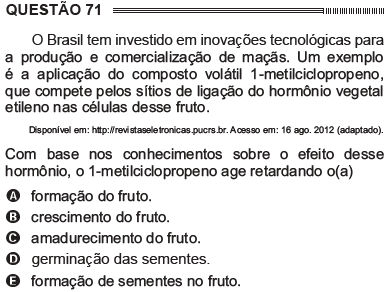 QUESTÃO 71
O Brasil tem investido em inovações tecnológicas para
a produção e comercialização de maçãs. Um exemplo
é a aplicação do composto volátil 1-metilciclopropeno,
que compete pelos sítios de ligação do hormônio vegetal
etileno nas células desse fruto.
Disponível em: http://revistaseletronicas.pucrs.br. Acesso em: 16 ago. 2012 (adaptado).
Com base nos conhecimentos sobre o efeito desse
hormônio, o 1-metilciclopropeno age retardando o(a)
A formação do fruto.
B crescimento do fruto.
C amadurecimento do fruto.
D germinação das sementes.
E formação de sementes no fruto.